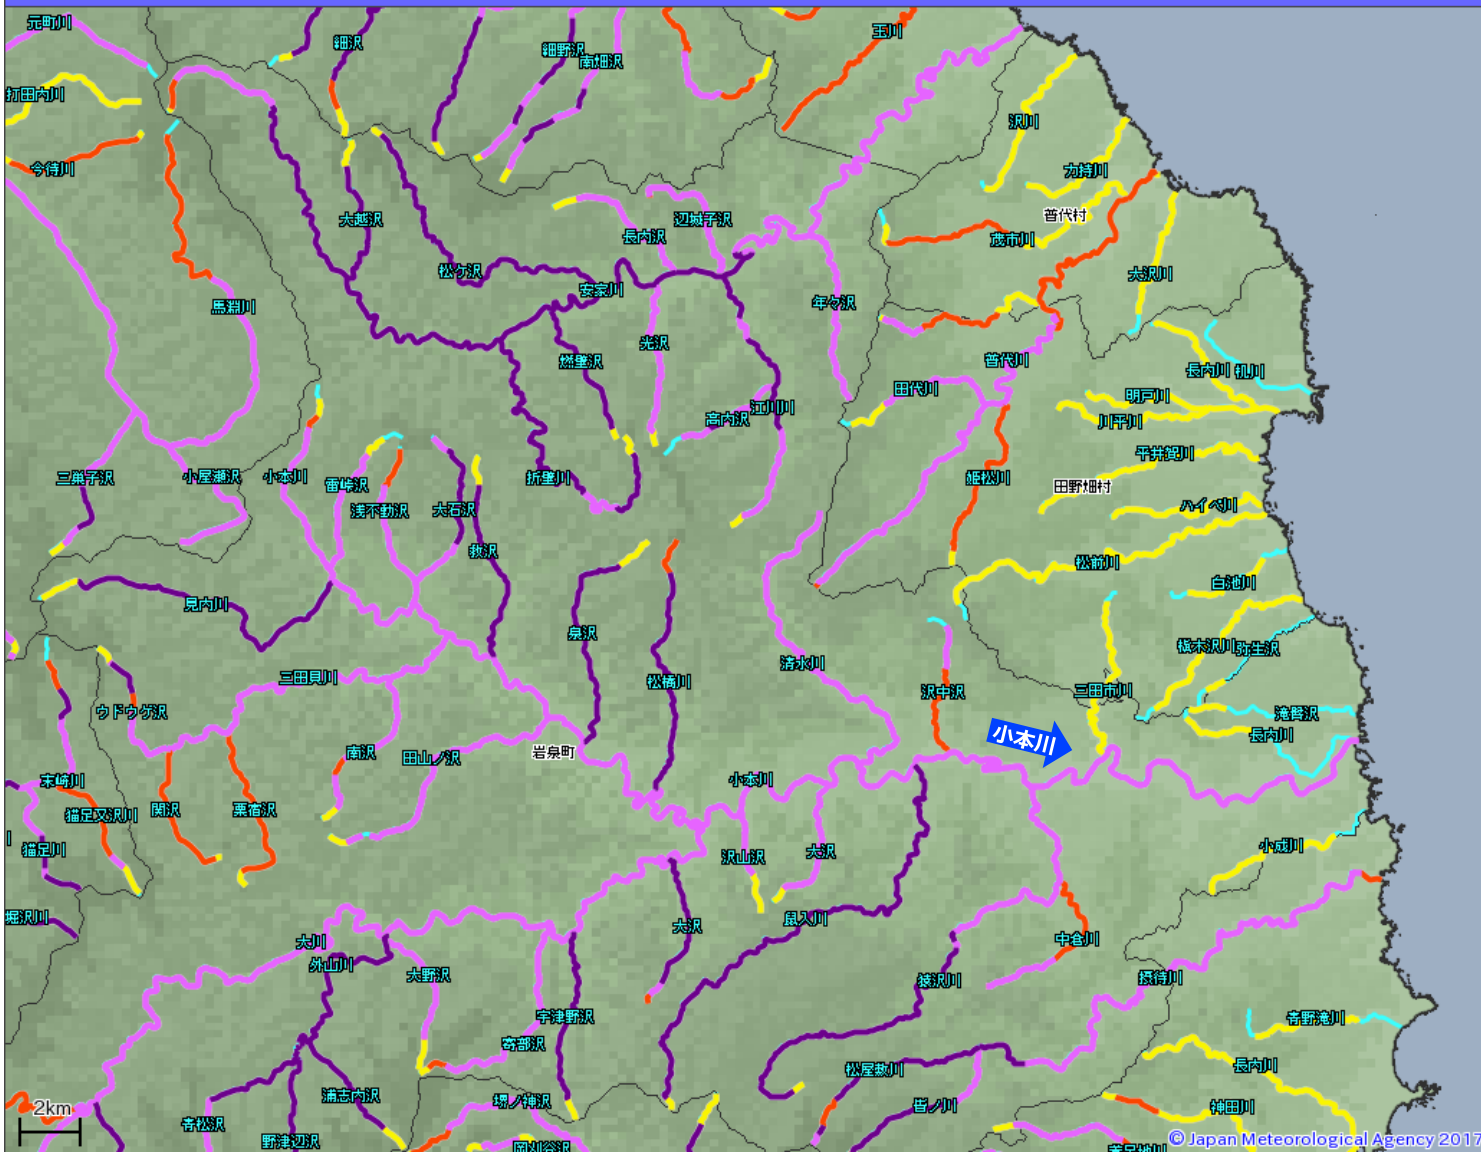 元町川
細沢
細野沢
南畑沢
玉川
打田内川
沢川
今待川
力持川
普代村
大越沢
長内沢
辺城子沢
茂市川
松ケ沢
大沢川
安家川
馬淵川
年々沢
光沢
燃壁沢
普代川
長内川
机川
田代川
明戸川
高内沢
江川川
川平川
平井賀川
三巣子沢
小屋瀬沢
小本川
雷峠沢
折壁川
姫松川
田野畑村
浅不動沢
大石沢
ハイペ川
救沢
松前川
白池川
見内川
泉沢
槙木沢川
弥生沢
清水川
三田貝川
松橋川
沢中沢
三田市川
ウドウゲ沢
滝賢沢
小本川
長内川
南沢
田山ノ沢
岩泉町
末崎川
小本川
関沢
栗宿沢
猫足又沢川
猫足川
沢山沢
大沢
小成川
堀沢川
大沢
鼠入川
大川
中倉川
外山川
大野沢
猿沢川
摂待川
宇津野沢
青野滝川
寄部沢
松屋敷川
長内川
浦志内沢
堺ノ神沢
皆ノ川
神田川
2km
青松沢
野津辺沢
岡刈谷沢
© Japan Meteorological Agency 2017